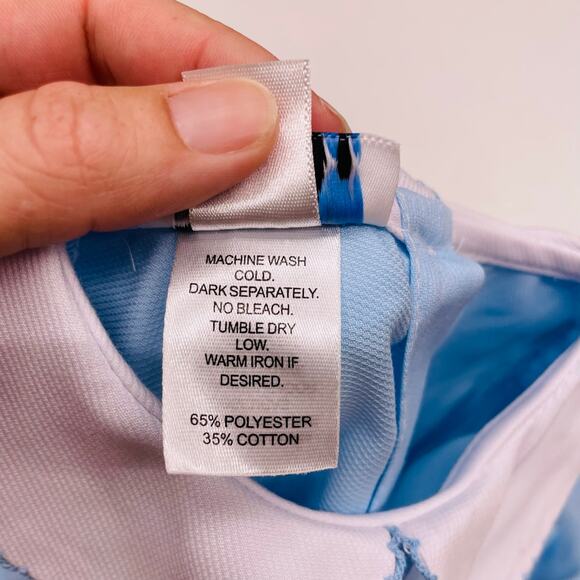 MACHINE WASH
COLD.
DARK SEPARATELY.
NO BLEACH.
TUMBLE DRY
LOW.
WARM IRON IF
DESIRED.
65% POLYESTER
35% COTTON